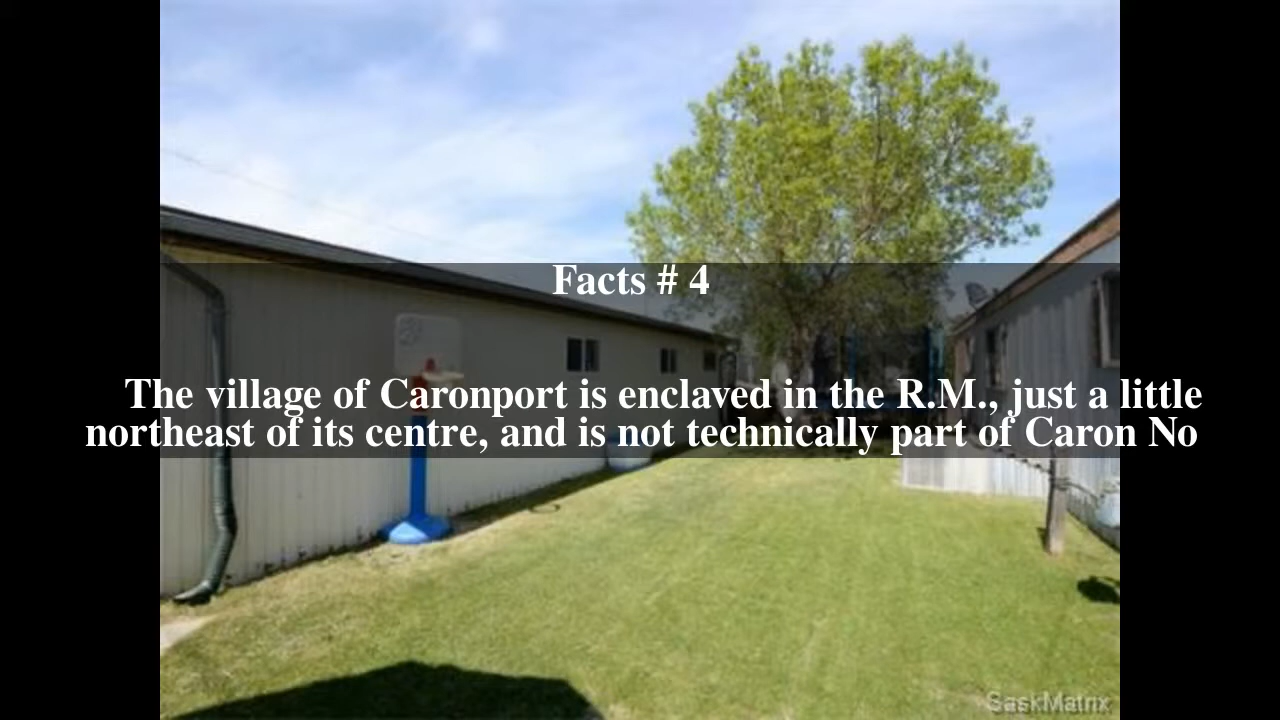 Facts # 4
The village of Caronport is enclaved in the R.M., just a little
northeast of its centre, and is not technically part of Caron No
SaskMatrix